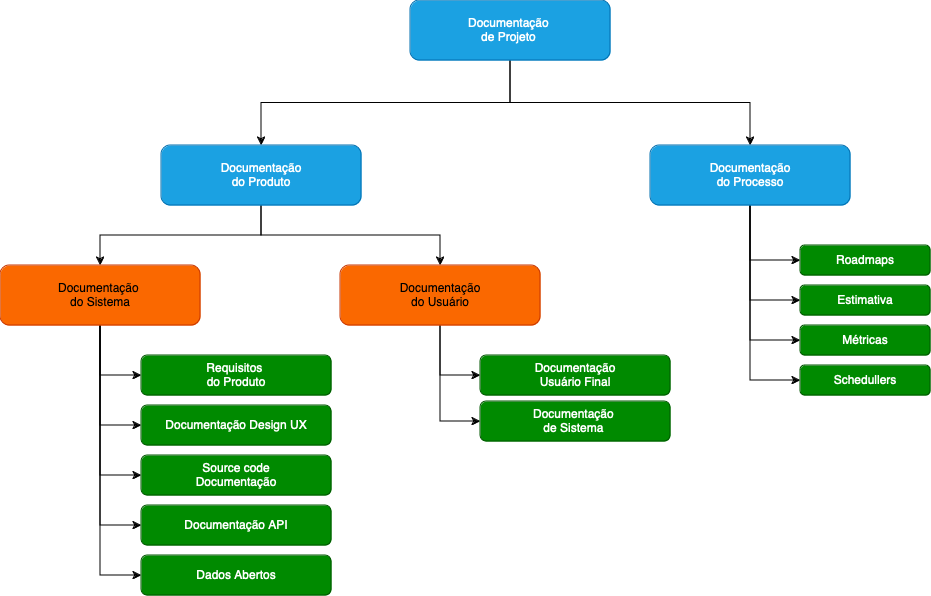 Documentação
de Projeto
Documentação
do Produto
Documentação
do Processo
Documentação
do Sistema
Documentação
do Usuário
Roadmaps
Estimativa
Métricas
Schedullers
Requisitos
do Produto
Documentação Design UX
Source code
Documentação
Documentação API
Dados Abertos
Documentação
Usuário Final
Documentação
de Sistema